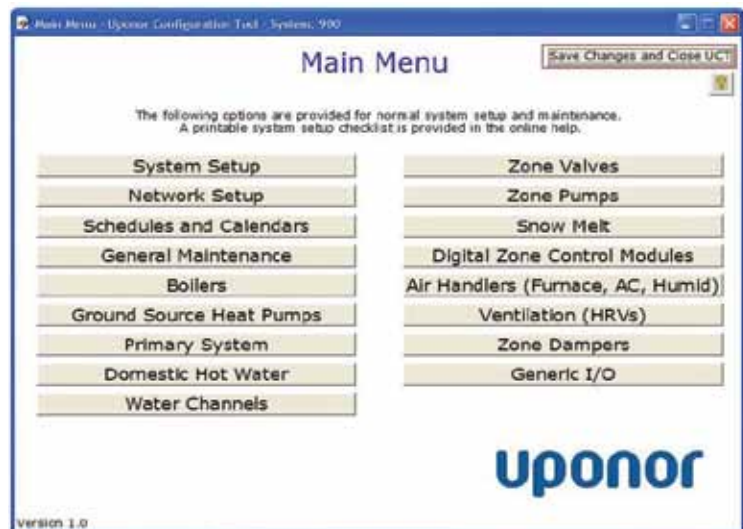 Main Menu - Uponor Configuration Tool - System: 900
Main Menu
Save Changes and Close UCT
The following options are provided for normal system setup and maintenance.
A printable system setup checklist is provided in the online help.
System Setup
Network Setup
Schedules and Calendars
General Maintenance
Boilers
Ground Source Heat Pumps
Primary System
Domestic Hot Water
Water Channels
Zone Valves
Zone Pumps
Snow Melt
Digital Zone Control Modules
Air Handlers (Furnace, AC, Humid)
Ventilation (HRVs)
Zone Dampers
Generic I/O
uponor
Version 1.0